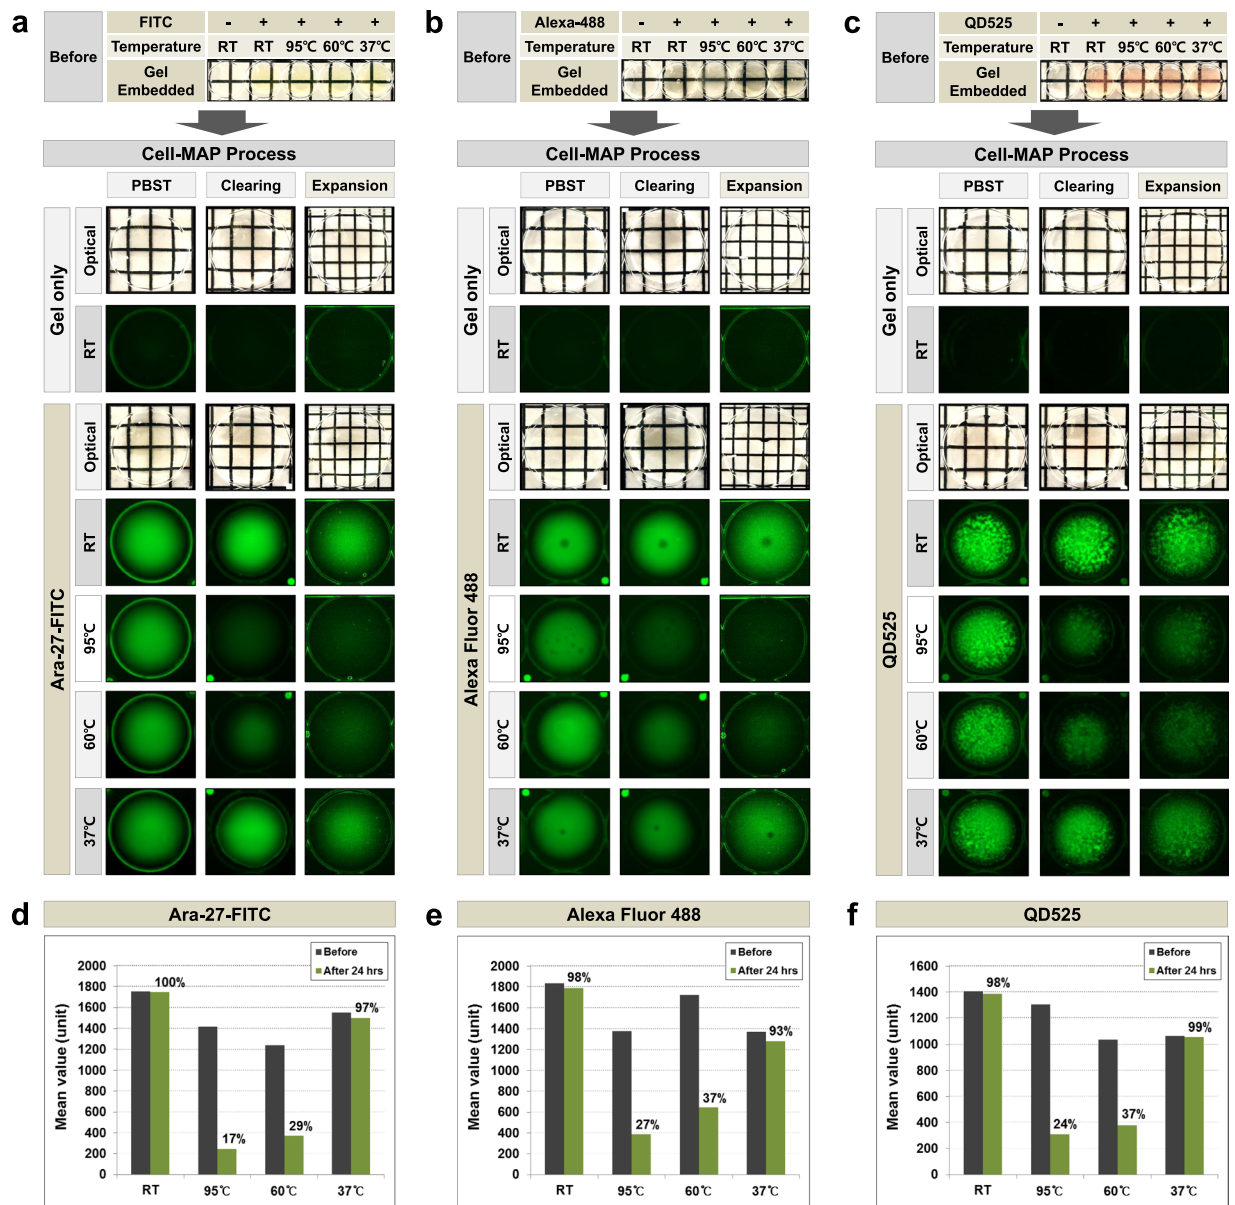 a
Before
FITC - + + + +
Temperature RT RT 95℃ 60℃ 37℃
Gel
Embedded
Cell-MAP Process
PBST Clearing Expansion
Gel only
Optical
RT
Ara-27-FITC
Optical
RT
95℃
60℃
37℃
b
Before
Alexa-488 - + + + +
Temperature RT RT 95℃ 60℃ 37℃
Gel
Embedded
Cell-MAP Process
PBST Clearing Expansion
Gel only
Optical
RT
Alexa Fluor 488
Optical
RT
95℃
60℃
37℃
c
Before
QD525 - + + + +
Temperature RT RT 95℃ 60℃ 37℃
Gel
Embedded
Cell-MAP Process
PBST Clearing Expansion
Gel only
Optical
RT
QD525
Optical
RT
95℃
60℃
37℃
d
Ara-27-FITC
Before
After 24 hrs
Mean value (unit)
2000
1800
1600
1400
1200
1000
800
600
400
200
0
100%
17%
29%
97%
RT 95℃ 60℃ 37℃
e
Alexa Fluor 488
Before
After 24 hrs
Mean value (unit)
2000
1800
1600
1400
1200
1000
800
600
400
200
0
98%
27%
37%
93%
RT 95℃ 60℃ 37℃
f
QD525
Before
After 24 hrs
Mean value (unit)
1600
1400
1200
1000
800
600
400
200
0
98%
24%
37%
99%
RT 95℃ 60℃ 37℃